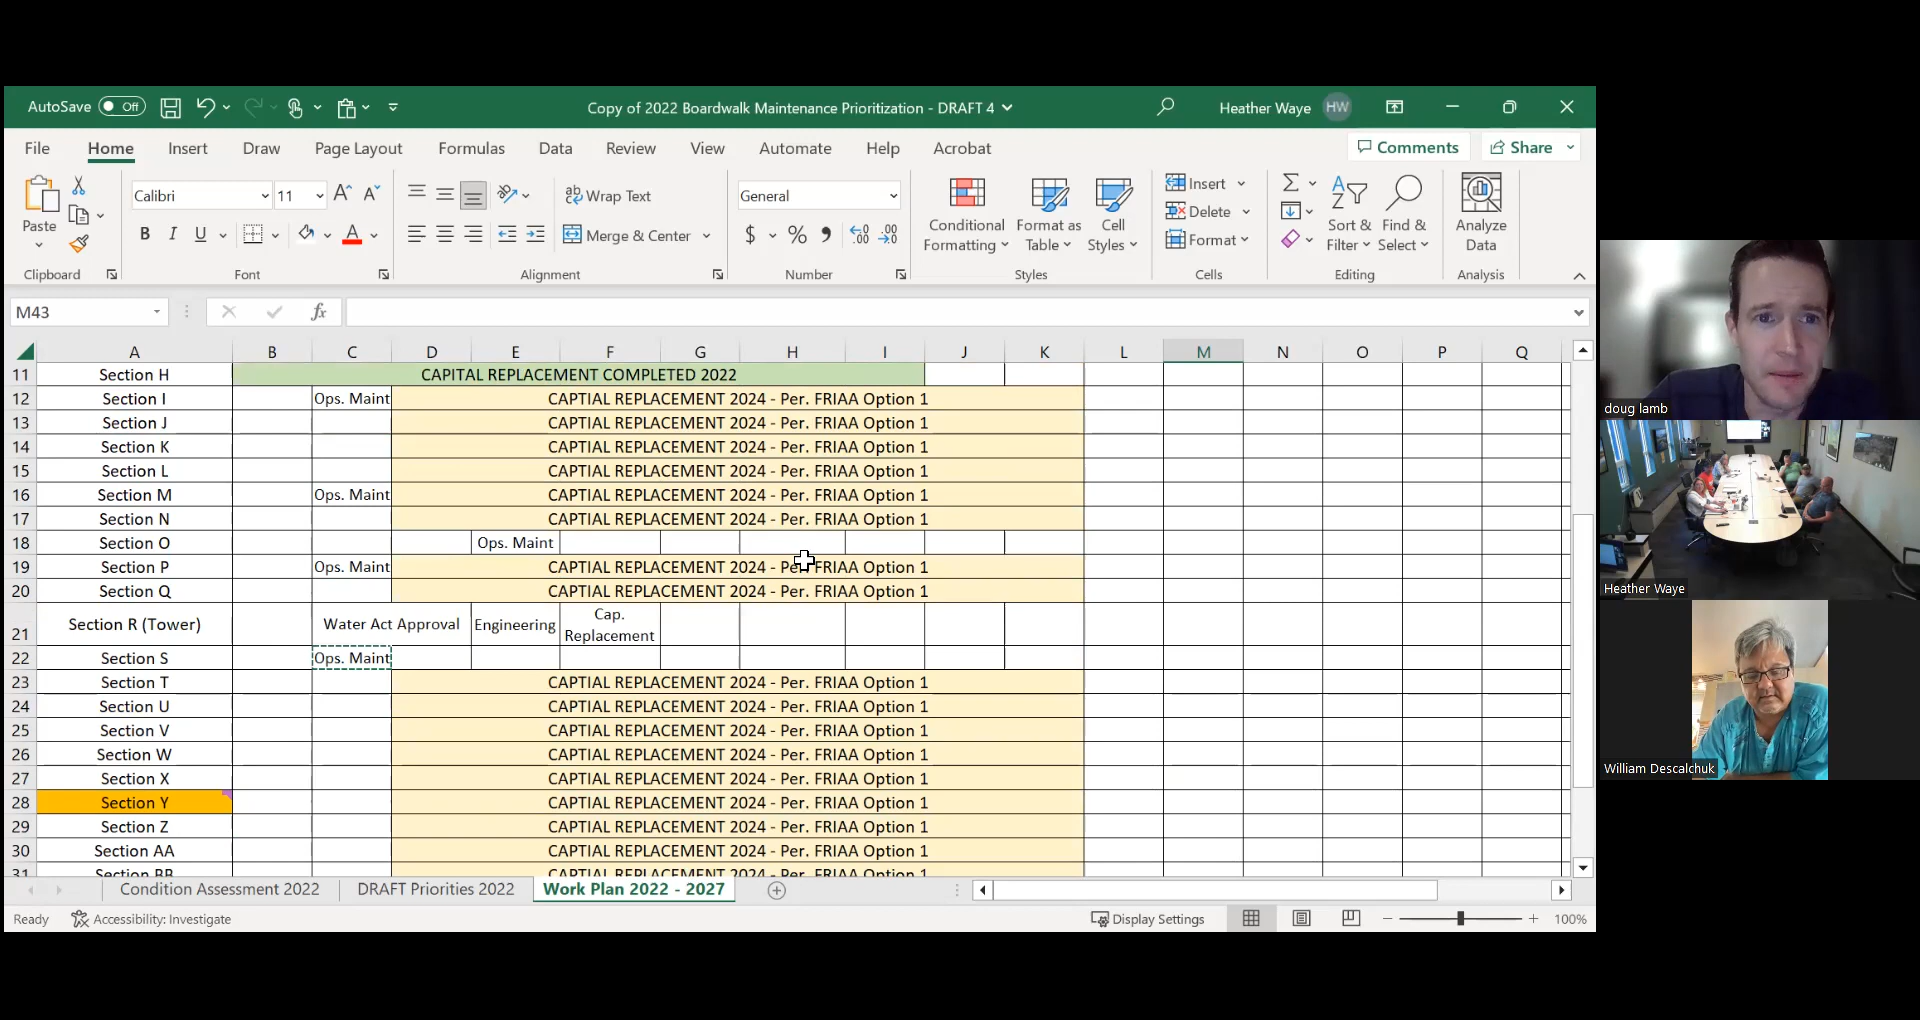 AutoSave Off Copy of 2022 Boardwalk Maintenance Prioritization - DRAFT 4 Heather Waye HW
File Home Insert Draw Page Layout Formulas Data Review View Automate Help Acrobat Comments Share
Paste
Clipboard
Calibri 11
B I U A
Font
Wrap Text
Merge & Center
Alignment
General
$ %
Number
Conditional Formatting
Format as Table
Cell Styles
Styles
Insert
Delete
Format
Cells
Sort & Filter
Find & Select
Editing
Analyze Data
Analysis
M43 fx
A B C D E F G H I J K L M N O P Q
11 Section H CAPITAL REPLACEMENT COMPLETED 2022
12 Section I Ops. Maint CAPTIAL REPLACEMENT 2024 - Per. FRIAA Option 1
13 Section J CAPTIAL REPLACEMENT 2024 - Per. FRIAA Option 1
14 Section K CAPTIAL REPLACEMENT 2024 - Per. FRIAA Option 1
15 Section L CAPTIAL REPLACEMENT 2024 - Per. FRIAA Option 1
16 Section M Ops. Maint CAPTIAL REPLACEMENT 2024 - Per. FRIAA Option 1
17 Section N CAPTIAL REPLACEMENT 2024 - Per. FRIAA Option 1
18 Section O Ops. Maint
19 Section P Ops. Maint CAPTIAL REPLACEMENT 2024 - Per. FRIAA Option 1
20 Section Q CAPTIAL REPLACEMENT 2024 - Per. FRIAA Option 1
21 Section R (Tower) Water Act Approval Engineering Cap. Replacement
22 Section S Ops. Maint
23 Section T CAPTIAL REPLACEMENT 2024 - Per. FRIAA Option 1
24 Section U CAPTIAL REPLACEMENT 2024 - Per. FRIAA Option 1
25 Section V CAPTIAL REPLACEMENT 2024 - Per. FRIAA Option 1
26 Section W CAPTIAL REPLACEMENT 2024 - Per. FRIAA Option 1
27 Section X CAPTIAL REPLACEMENT 2024 - Per. FRIAA Option 1
28 Section Y CAPTIAL REPLACEMENT 2024 - Per. FRIAA Option 1
29 Section Z CAPTIAL REPLACEMENT 2024 - Per. FRIAA Option 1
30 Section AA CAPTIAL REPLACEMENT 2024 - Per. FRIAA Option 1
31 Section BB CAPTIAL REPLACEMENT 2024 - Per. FRIAA Option 1
Condition Assessment 2022 DRAFT Priorities 2022 Work Plan 2022 - 2027
Ready Accessibility: Investigate Display Settings 100%
doug lamb
Heather Waye
William Descalchuk